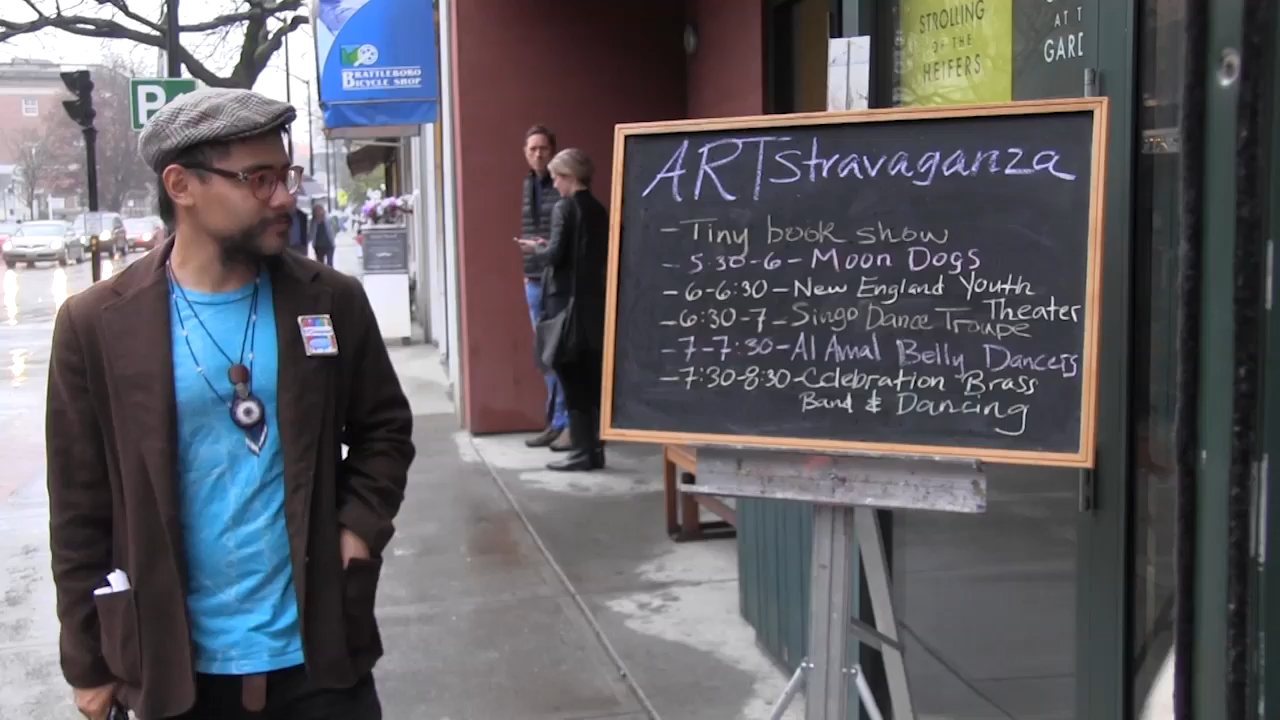 STROLLING
OF THE
HEIFERS
AT T
GARD
BRATTLEBORO
BICYCLE SHOP
P
ARTstravaganza
- Tiny book show
- 5:30-6- Moon Dogs
- 6-6:30- New England Youth
Theater
- 6:30-7- Singo Dance Troupe
- 7-7:30- Al Amal Belly Dancers
- 7:30-8:30- Celebration Brass
Band & Dancing